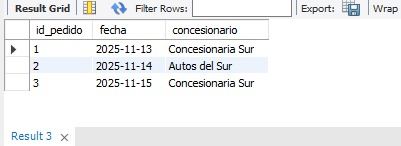 Result Grid Filter Rows: Export: Wrap
id_pedido fecha concesionario
1 2025-11-13 Concesionaria Sur
2 2025-11-14 Autos del Sur
3 2025-11-15 Concesionaria Sur
Result 3 ×